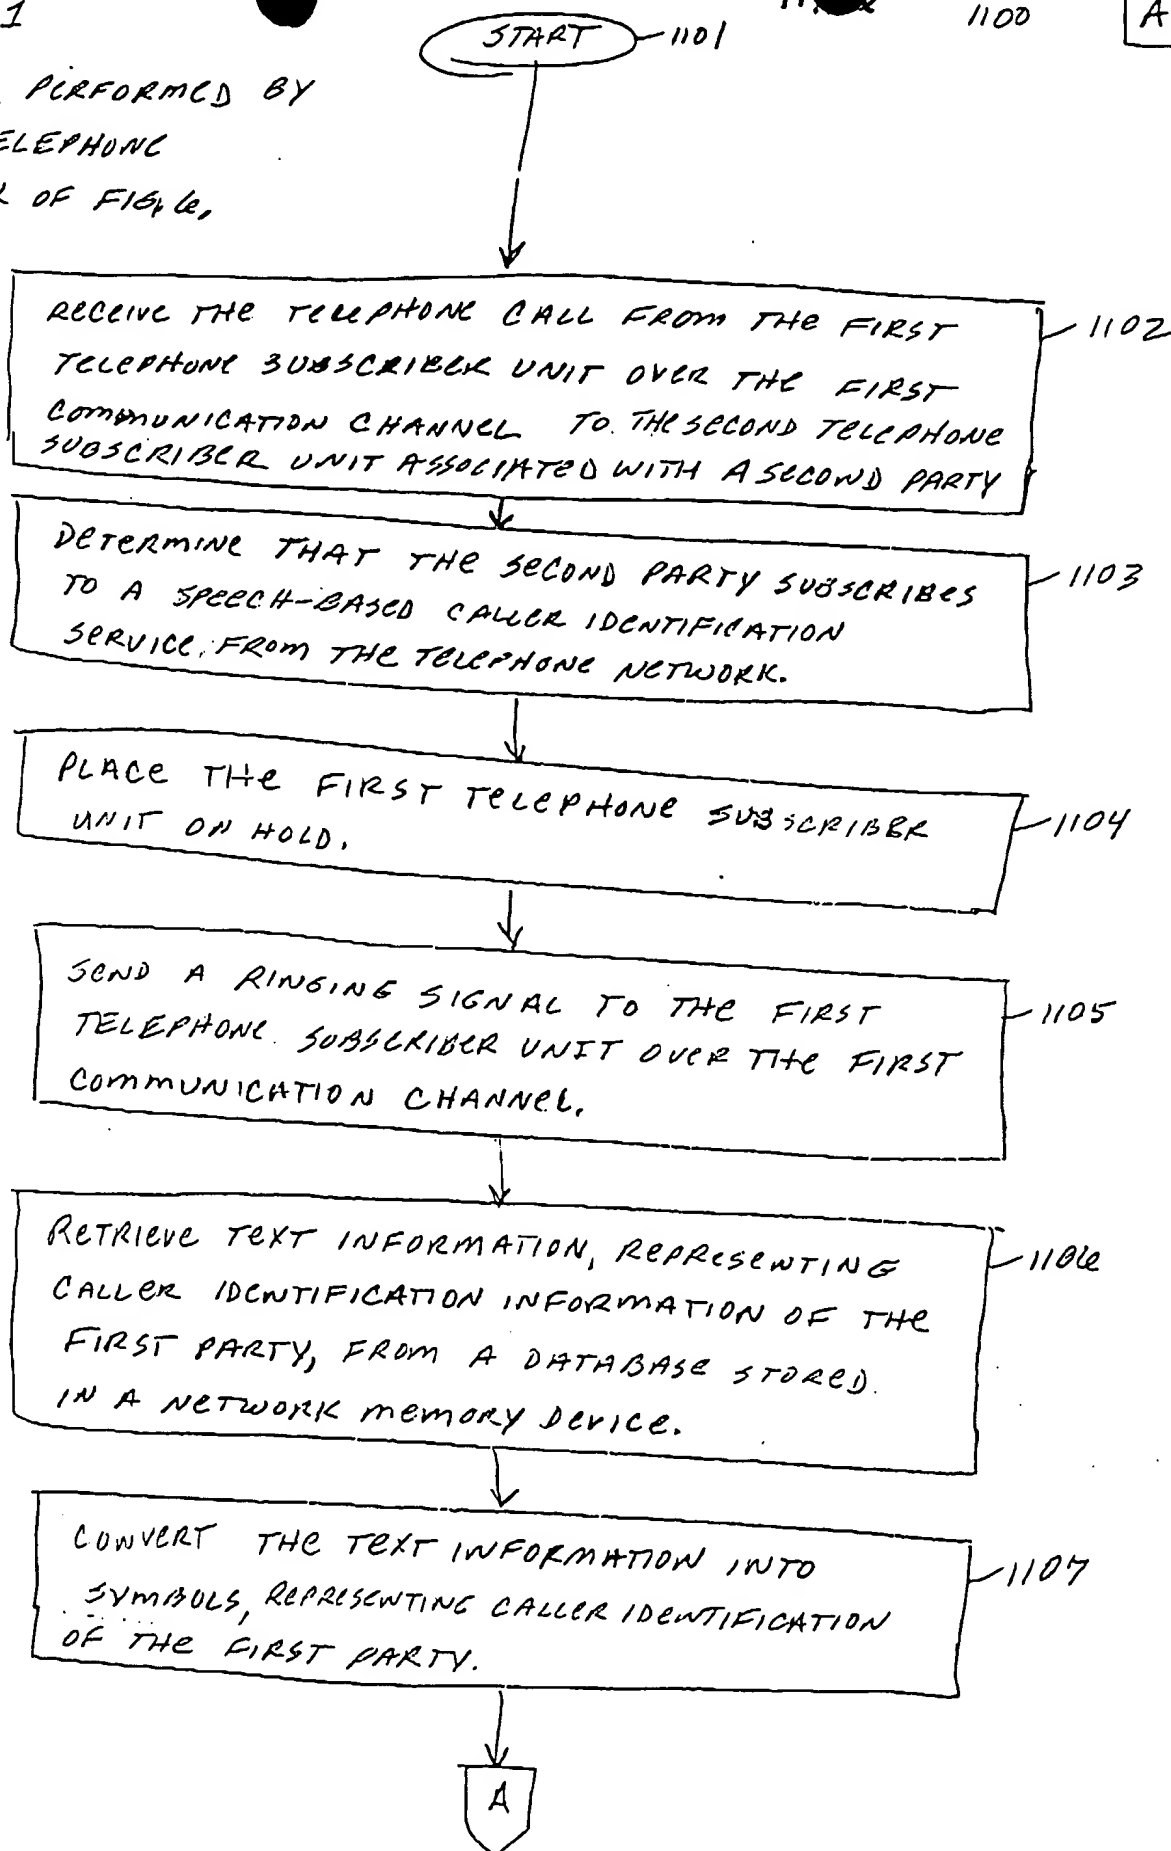 1
1100
A
START
1101
PERFORMED BY
ELEPHONE
K OF FIG. 6.
RECEIVE THE TELEPHONE CALL FROM THE FIRST
1102
TELEPHONE SUBSCRIBER UNIT OVER THE FIRST
COMMUNICATION CHANNEL TO THE SECOND TELEPHONE
SUBSCRIBER UNIT ASSOCIATED WITH A SECOND PARTY
DETERMINE THAT THE SECOND PARTY SUBSCRIBES
1103
TO A SPEECH-BASED CALLER IDENTIFICATION
SERVICE FROM THE TELEPHONE NETWORK.
PLACE THE FIRST TELEPHONE SUBSCRIBER
1104
UNIT ON HOLD.
SEND A RINGING SIGNAL TO THE FIRST
1105
TELEPHONE SUBSCRIBER UNIT OVER THE FIRST
COMMUNICATION CHANNEL.
RETRIEVE TEXT INFORMATION, REPRESENTING
1106
CALLER IDENTIFICATION INFORMATION OF THE
FIRST PARTY, FROM A DATABASE STORED
IN A NETWORK MEMORY DEVICE.
CONVERT THE TEXT INFORMATION INTO
1107
SYMBOLS, REPRESENTING CALLER IDENTIFICATION
OF THE FIRST PARTY.
A